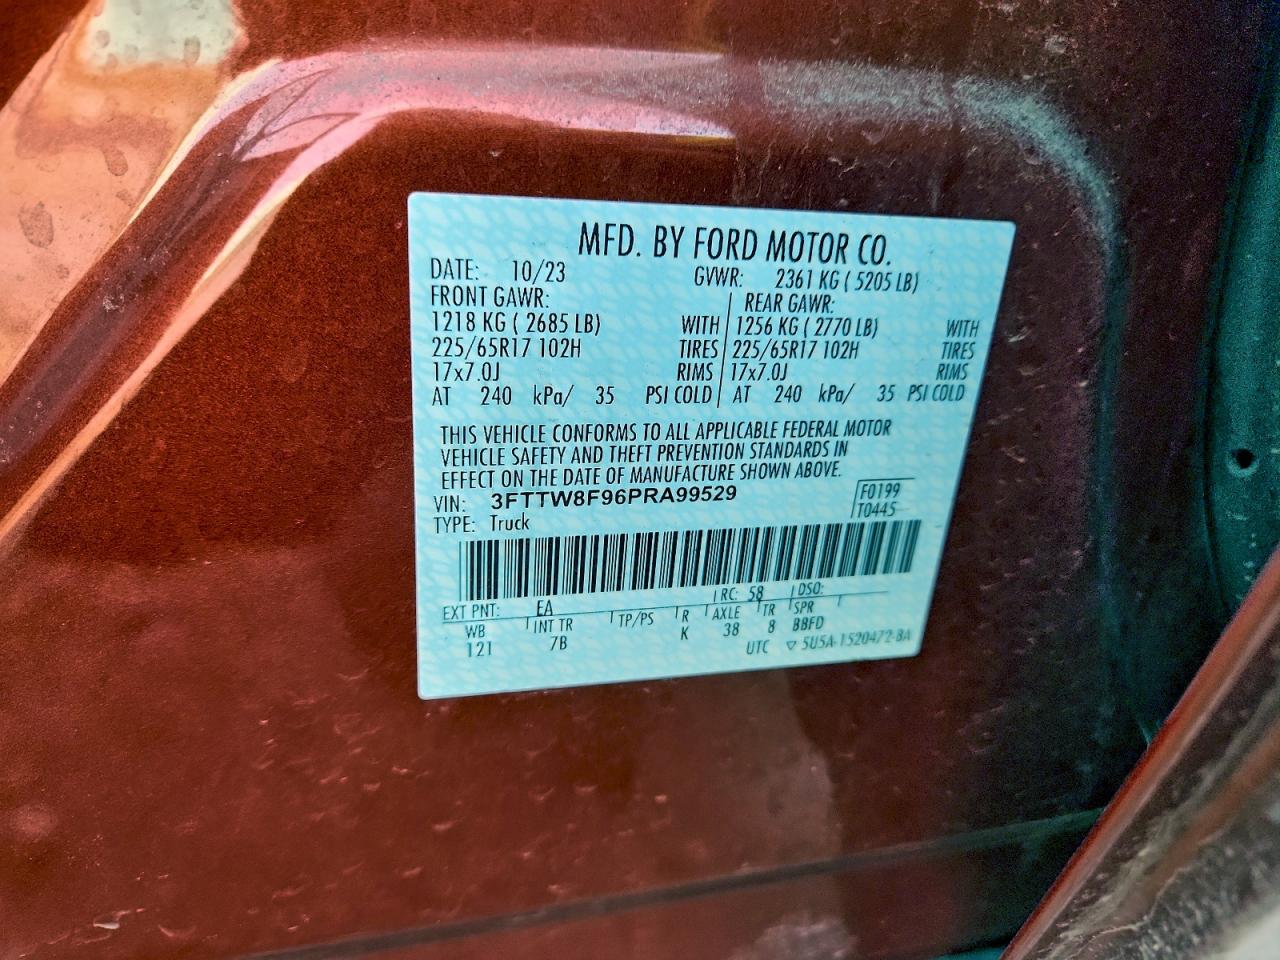 MFD. BY FORD MOTOR CO.
DATE: 10/23 GVWR: 2361 KG ( 5205 LB)
FRONT GAWR: REAR GAWR:
1218 KG ( 2685 LB) WITH 1256 KG ( 2770 LB) WITH
225/65R17 102H TIRES 225/65R17 102H TIRES
17x7.0J RIMS 17x7.0J RIMS
AT 240 kPa/ 35 PSI COLD AT 240 kPa/ 35 PSI COLD
THIS VEHICLE CONFORMS TO ALL APPLICABLE FEDERAL MOTOR
VEHICLE SAFETY AND THEFT PREVENTION STANDARDS IN
EFFECT ON THE DATE OF MANUFACTURE SHOWN ABOVE.
VIN: 3FTTW8F96PRA99529 F0199
TYPE: Truck T0445
EXT PNT: EA RC: 58 DSO:
WB INT TR TP/PS R AXLE TR SPR
121 7B K 38 8 BBFD
UTC ▽ 5U5A-1520472-BA